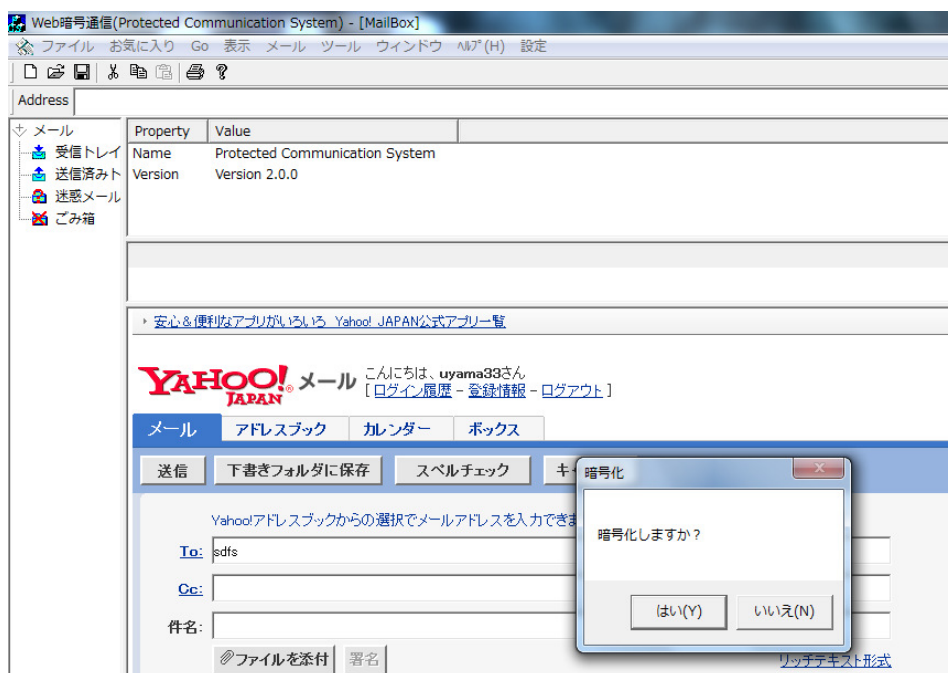 Web暗号通信(Protected Communication System) - [MailBox]
ファイル お気に入り Go 表示 メール ツール ウィンドウ ﾍﾙﾌﾟ(H) 設定
Address
メール
受信トレイ
送信済みト
迷惑メール
ごみ箱
Property Value
Name Protected Communication System
Version Version 2.0.0
安心&便利なアプリがいろいろ Yahoo! JAPAN公式アプリ一覧
YAHOO! JAPAN メール
こんにちは、uyama33さん
[ ログイン履歴 - 登録情報 - ログアウト ]
メール アドレスブック カレンダー ボックス
送信 下書きフォルダに保存 スペルチェック キ
Yahoo!アドレスブックからの選択でメールアドレスを入力できま
To: sdfs
Cc:
件名:
ファイルを添付 署名
リッチテキスト形式
暗号化
暗号化しますか？
はい(Y) いいえ(N)